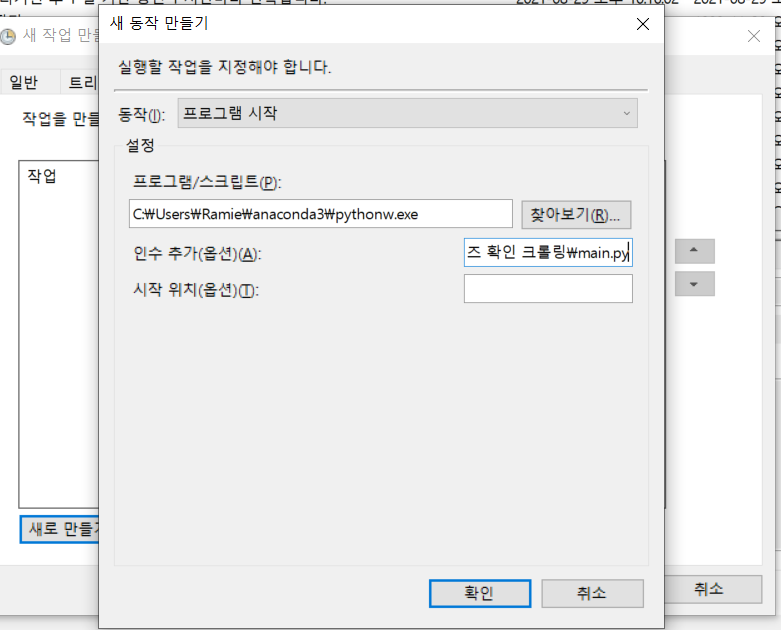 새 동작 만들기
새 작업 만들
실행할 작업을 지정해야 합니다.
일반
트리
동작(I):
프로그램 시작
작업을 만들
설정
작업
프로그램/스크립트(P):
C:\Users\Ramie\anaconda3\pythonw.exe
찾아보기(R)...
인수 추가(옵션)(A):
즈 확인 크롤링\main.py
시작 위치(옵션)(T):
새로 만들기
확인
취소
취소